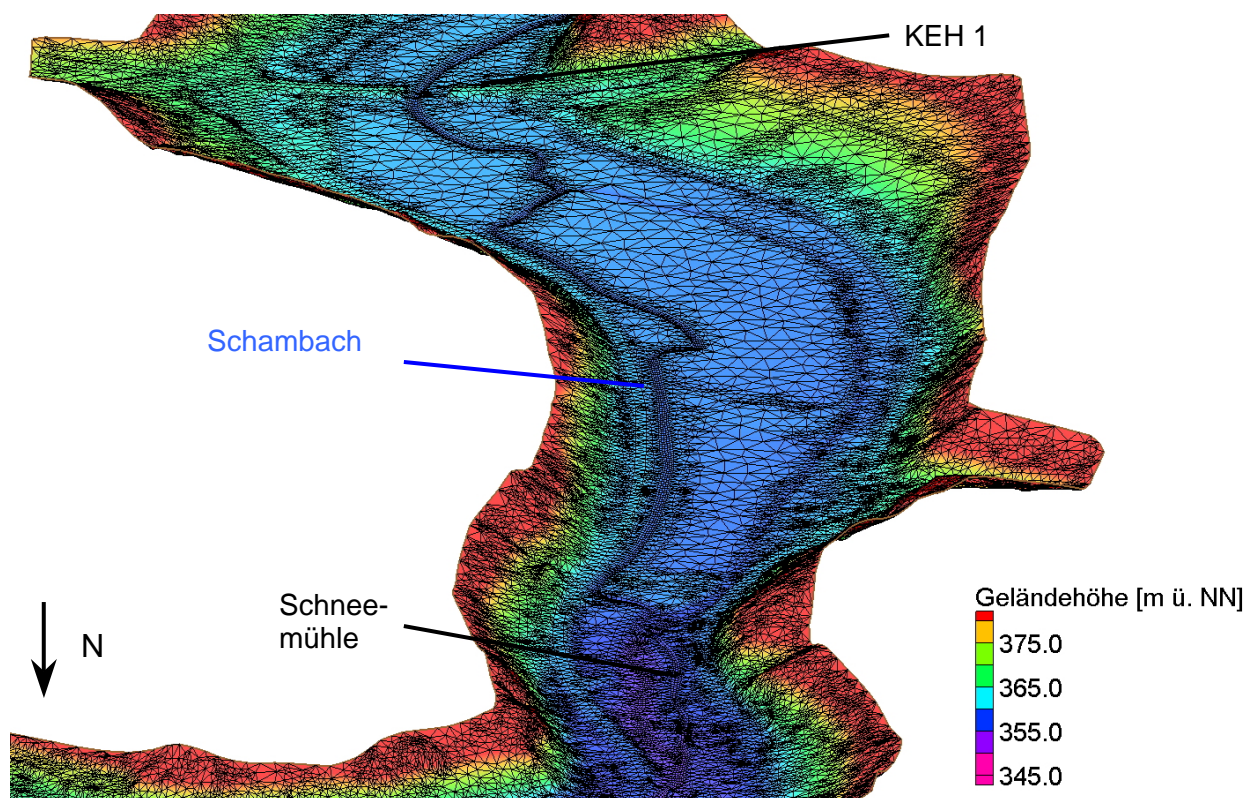 KEH 1
Schambach
Schnee-
mühle
N
Geländehöhe [m ü. NN]
375.0
365.0
355.0
345.0